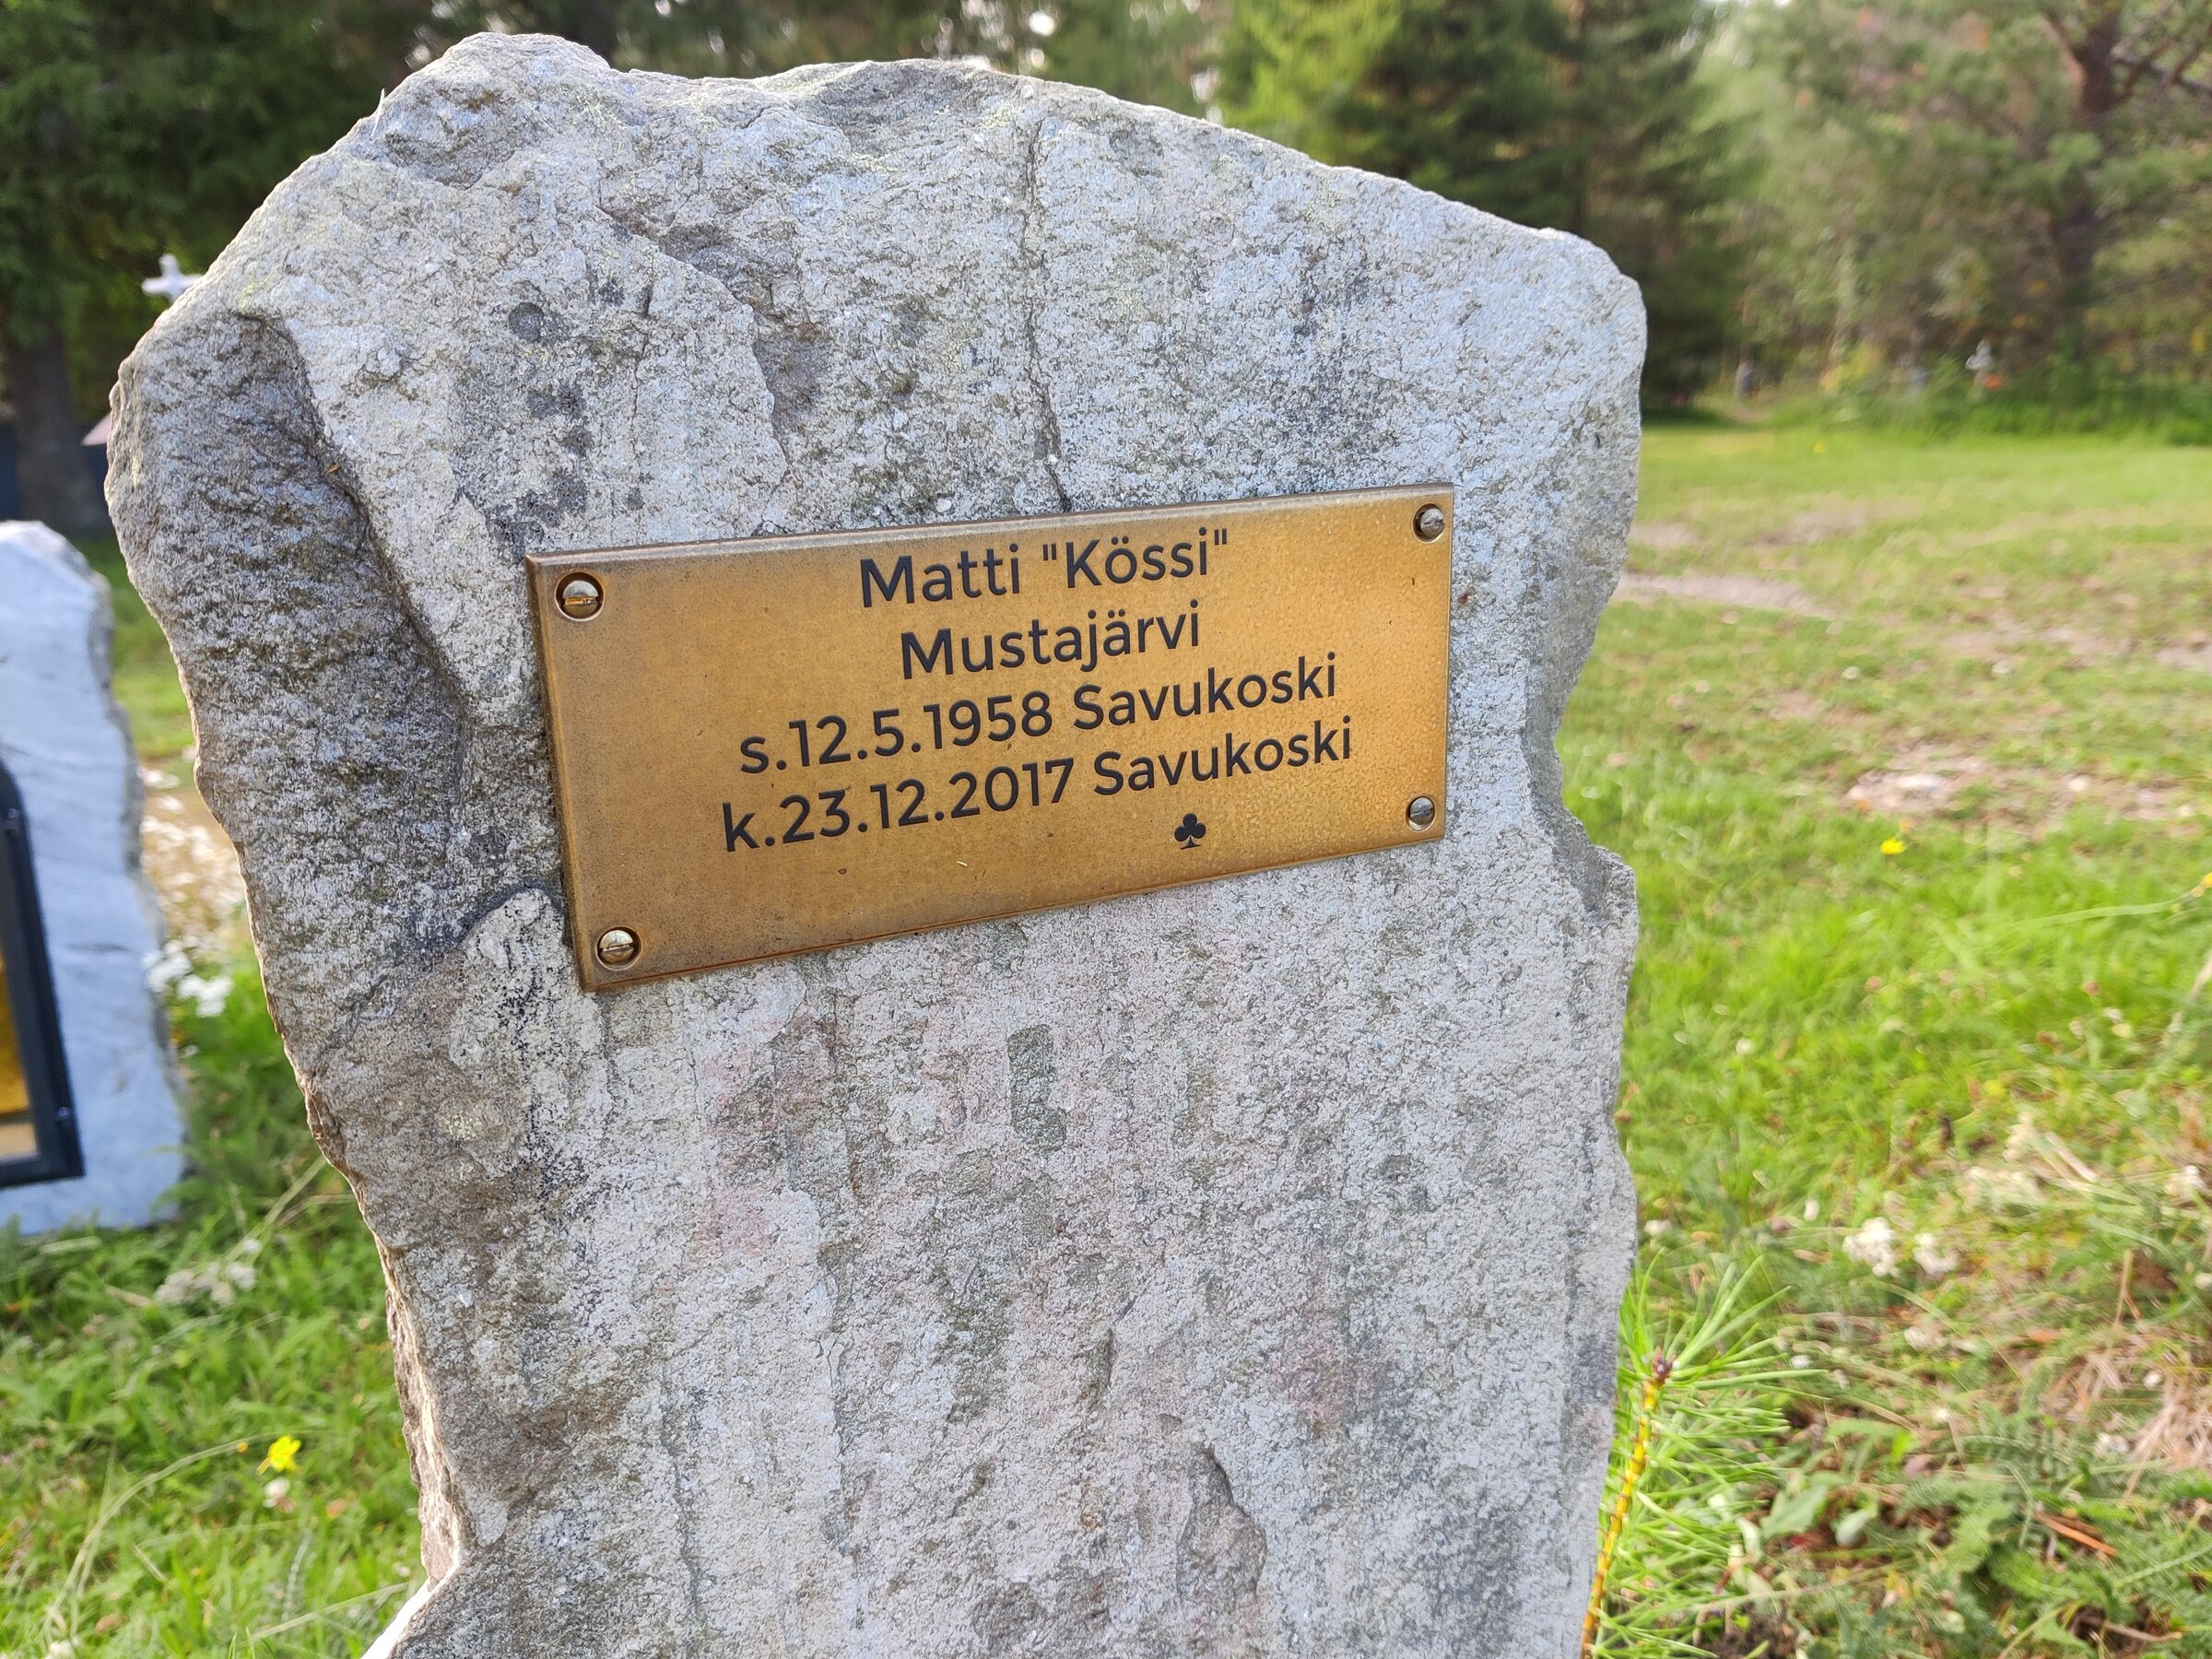 Matti "Kössi"
Mustajärvi
s.12.5.1958 Savukoski
k.23.12.2017 Savukoski
♣